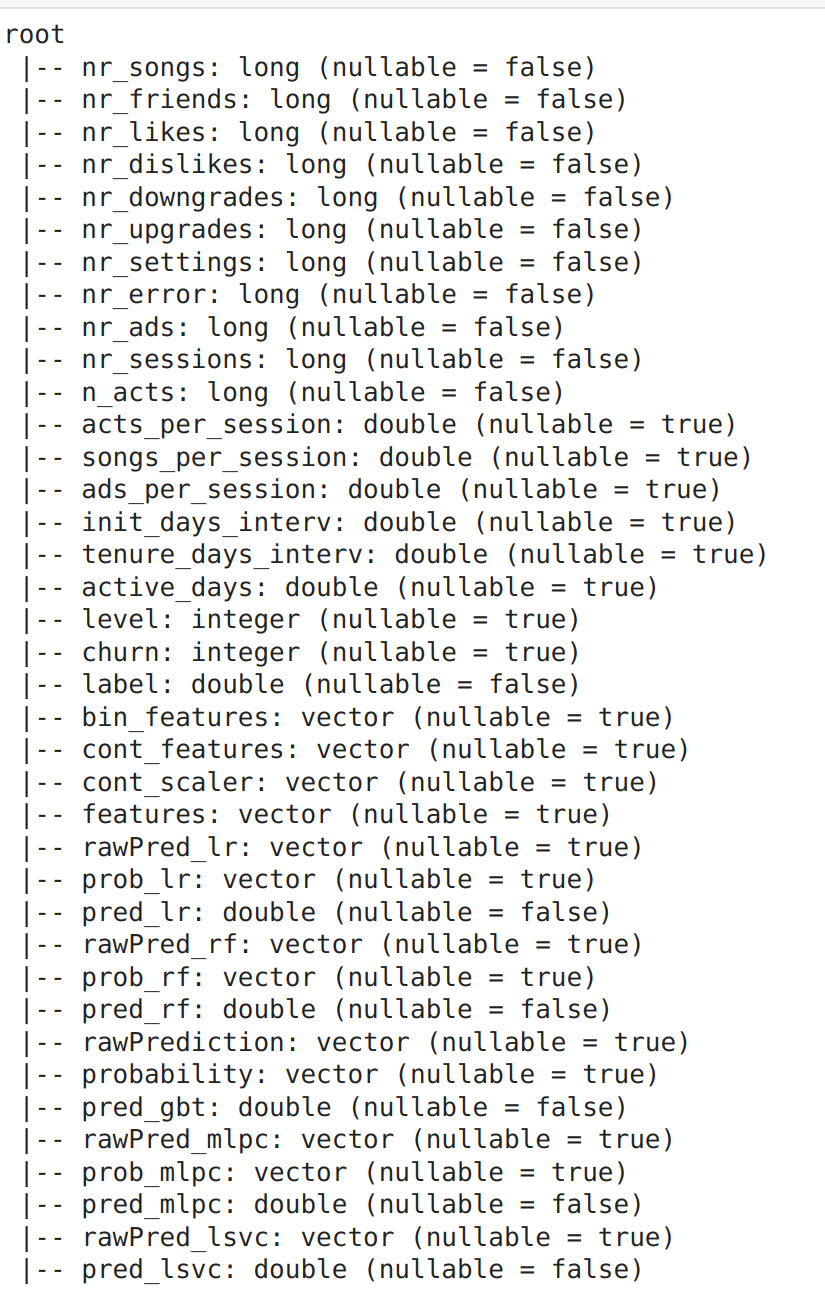 root
 |-- nr_songs: long (nullable = false)
 |-- nr_friends: long (nullable = false)
 |-- nr_likes: long (nullable = false)
 |-- nr_dislikes: long (nullable = false)
 |-- nr_downgrades: long (nullable = false)
 |-- nr_upgrades: long (nullable = false)
 |-- nr_settings: long (nullable = false)
 |-- nr_error: long (nullable = false)
 |-- nr_ads: long (nullable = false)
 |-- nr_sessions: long (nullable = false)
 |-- n_acts: long (nullable = false)
 |-- acts_per_session: double (nullable = true)
 |-- songs_per_session: double (nullable = true)
 |-- ads_per_session: double (nullable = true)
 |-- init_days_interv: double (nullable = true)
 |-- tenure_days_interv: double (nullable = true)
 |-- active_days: double (nullable = true)
 |-- level: integer (nullable = true)
 |-- churn: integer (nullable = true)
 |-- label: double (nullable = false)
 |-- bin_features: vector (nullable = true)
 |-- cont_features: vector (nullable = true)
 |-- cont_scaler: vector (nullable = true)
 |-- features: vector (nullable = true)
 |-- rawPred_lr: vector (nullable = true)
 |-- prob_lr: vector (nullable = true)
 |-- pred_lr: double (nullable = false)
 |-- rawPred_rf: vector (nullable = true)
 |-- prob_rf: vector (nullable = true)
 |-- pred_rf: double (nullable = false)
 |-- rawPrediction: vector (nullable = true)
 |-- probability: vector (nullable = true)
 |-- pred_gbt: double (nullable = false)
 |-- rawPred_mlpc: vector (nullable = true)
 |-- prob_mlpc: vector (nullable = true)
 |-- pred_mlpc: double (nullable = false)
 |-- rawPred_lsvc: vector (nullable = true)
 |-- pred_lsvc: double (nullable = false)